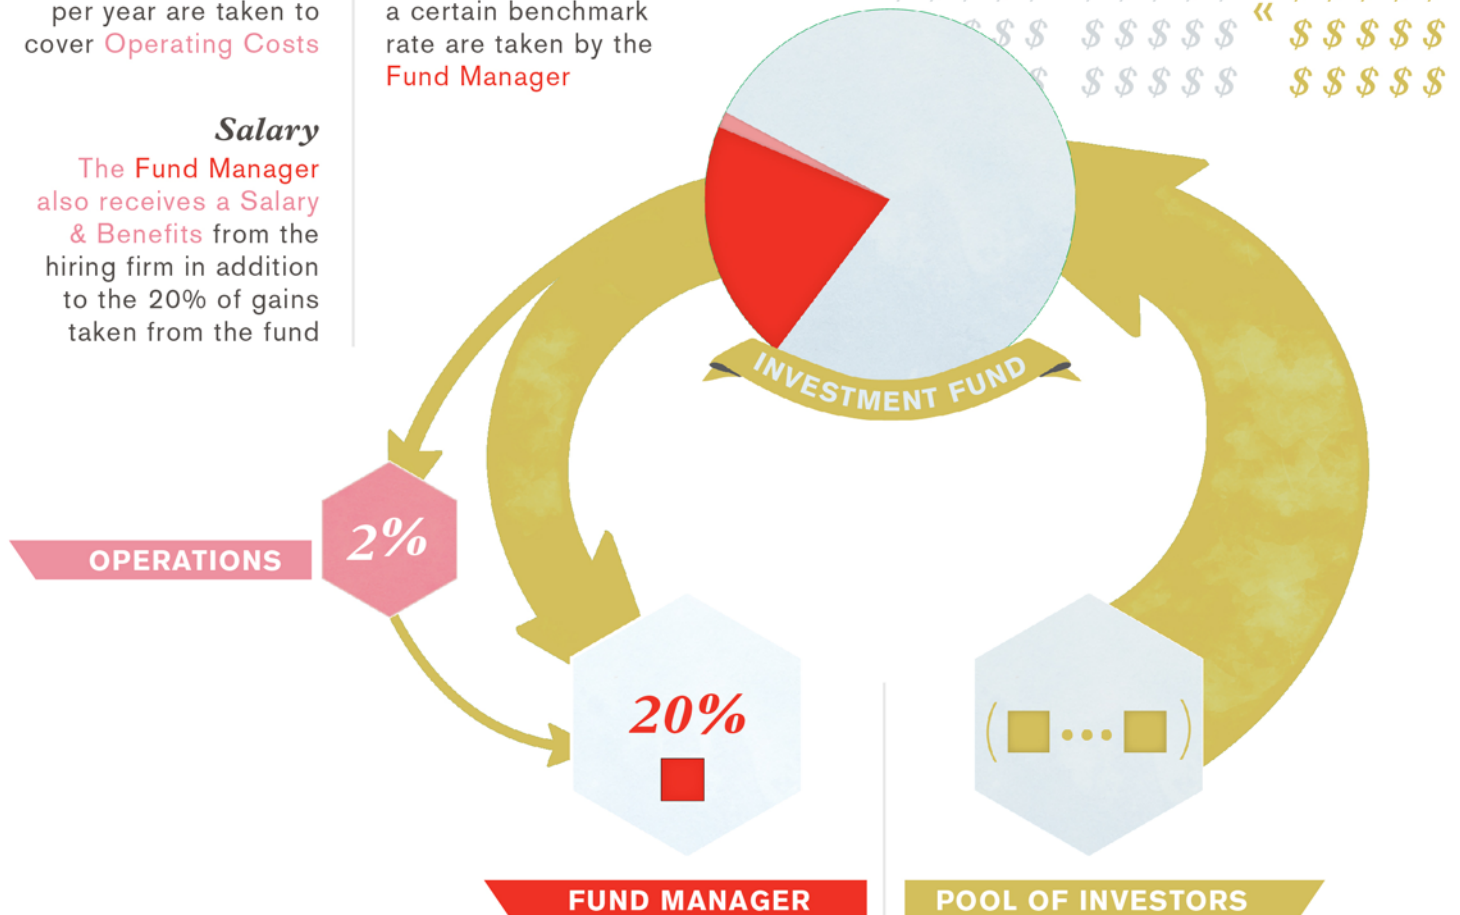 per year are taken to
cover Operating Costs
Salary
The Fund Manager
also receives a Salary
& Benefits from the
hiring firm in addition
to the 20% of gains
taken from the fund
a certain benchmark
rate are taken by the
Fund Manager
«
$ $ $ $ $ $ $ $ $ $ $ $
$ $ $ $ $ $ $ $ $ $ $
INVESTMENT FUND
2%
OPERATIONS
20%
FUND MANAGER
( ... )
POOL OF INVESTORS